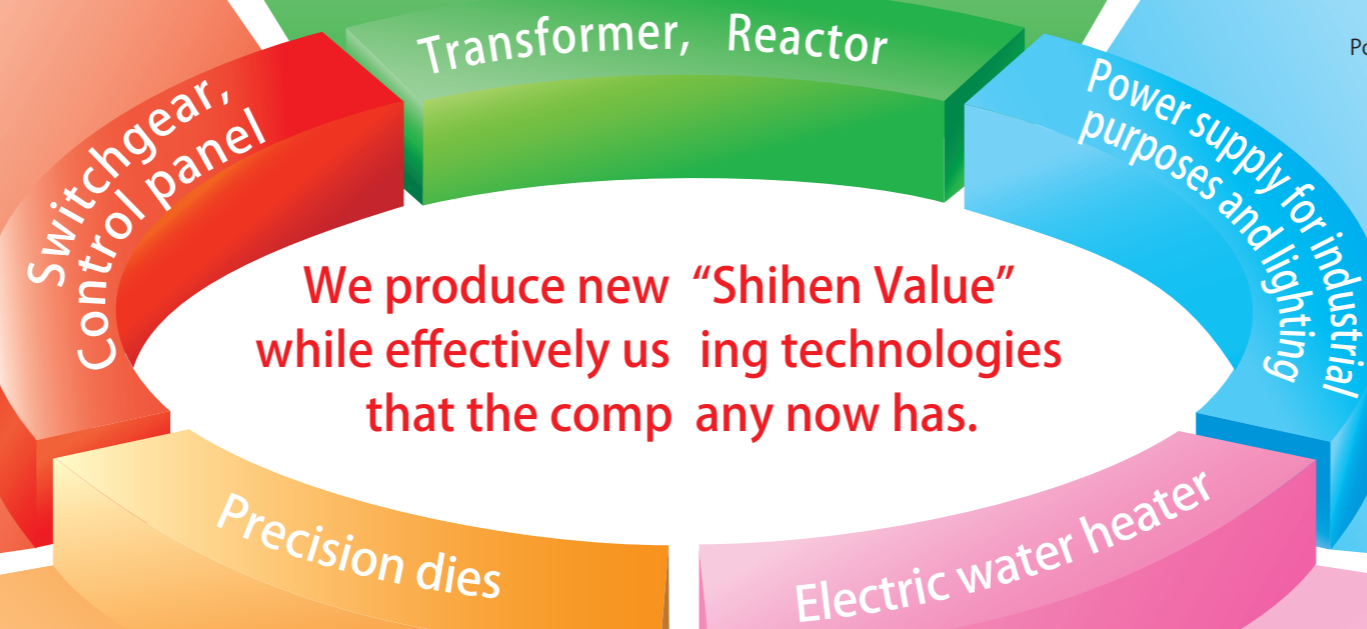 Transformer, Reactor
Switchgear,
Control panel
Power supply for industrial
purposes and lighting
We produce new “Shihen Value”
while effectively us ing technologies
that the comp any now has.
Precision dies
Electric water heater